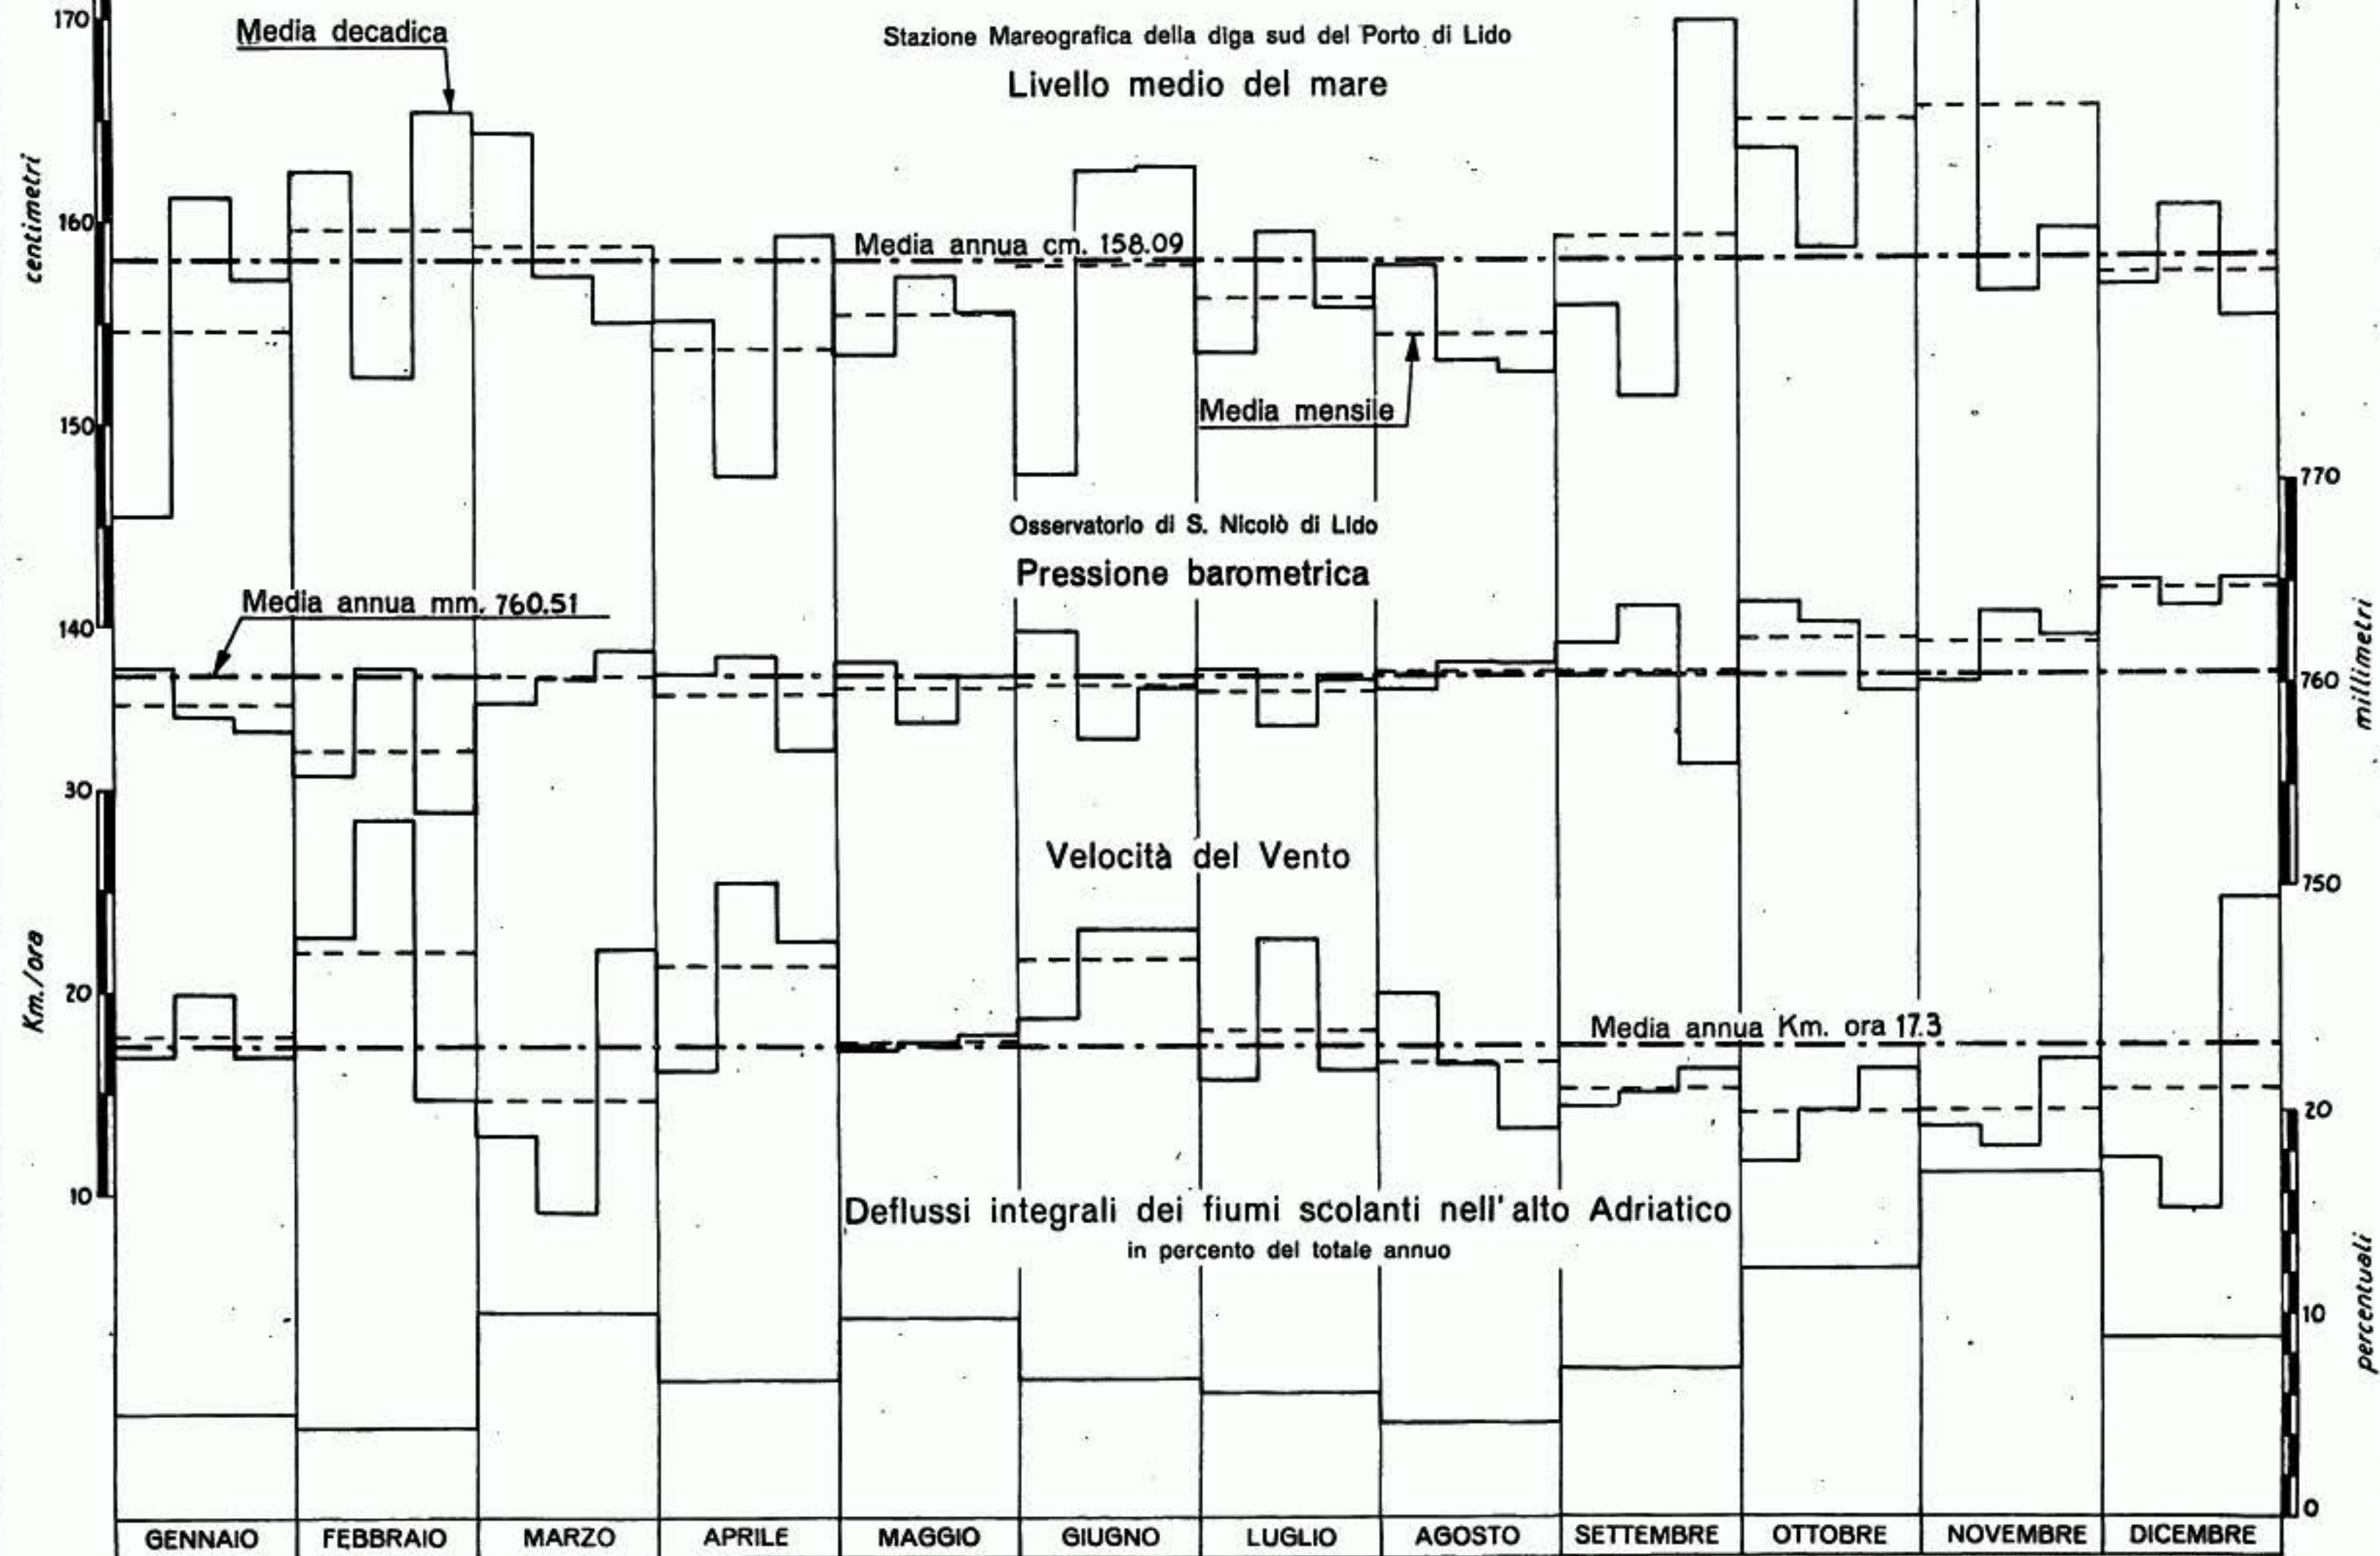 170
Media decadica
Stazione Mareografica della diga sud del Porto di Lido
Livello medio del mare
centimetri
160
Media annua cm. 158.09
150
Media mensile
770
Osservatorio di S. Nicolò di Lido
Pressione barometrica
Media annua mm. 760.51
140
760
millimetri
30
Velocità del Vento
750
Km./ora
20
Media annua Km. ora 17.3
20
10
Deflussi integrali dei fiumi scolanti nell'alto Adriatico
in percento del totale annuo
10
percentuali
0
GENNAIO FEBBRAIO MARZO APRILE MAGGIO GIUGNO LUGLIO AGOSTO SETTEMBRE OTTOBRE NOVEMBRE DICEMBRE